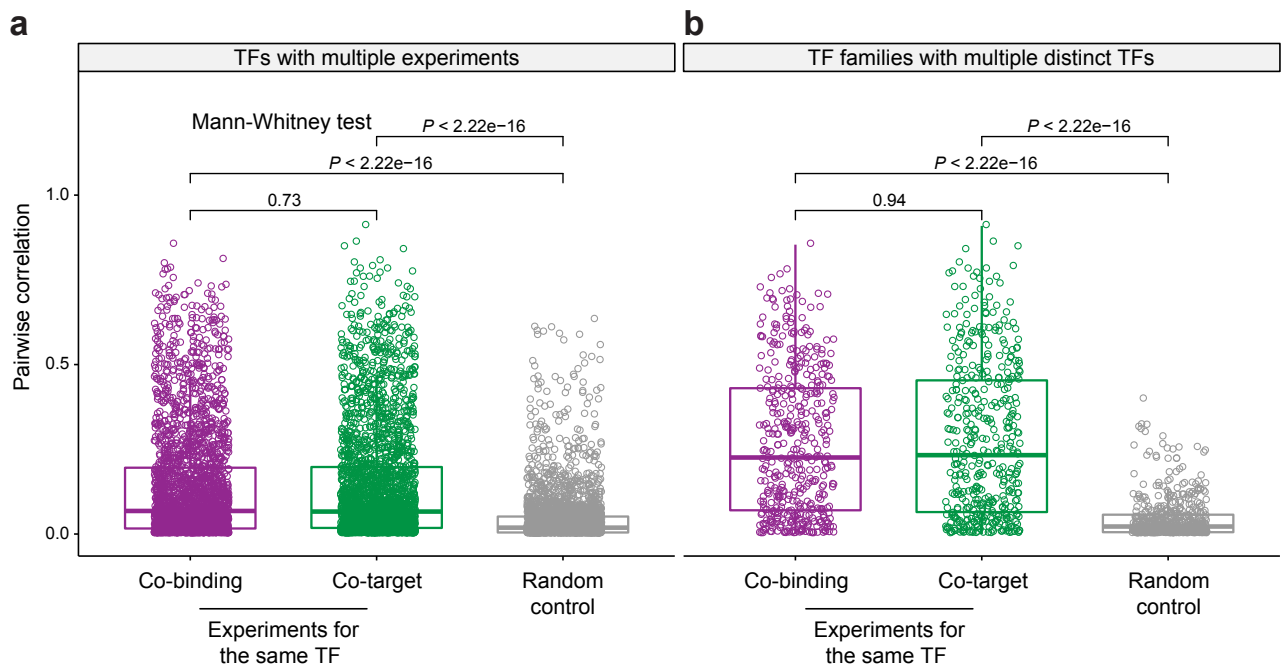 a
TFs with multiple experiments
Mann-Whitney test
P < 2.22e−16
P < 2.22e−16
0.73
Pairwise correlation
1.0
0.5
0.0
Co-binding
Co-target
Random
control
Experiments for
the same TF
b
TF families with multiple distinct TFs
P < 2.22e−16
P < 2.22e−16
0.94
Co-binding
Co-target
Random
control
Experiments for
the same TF